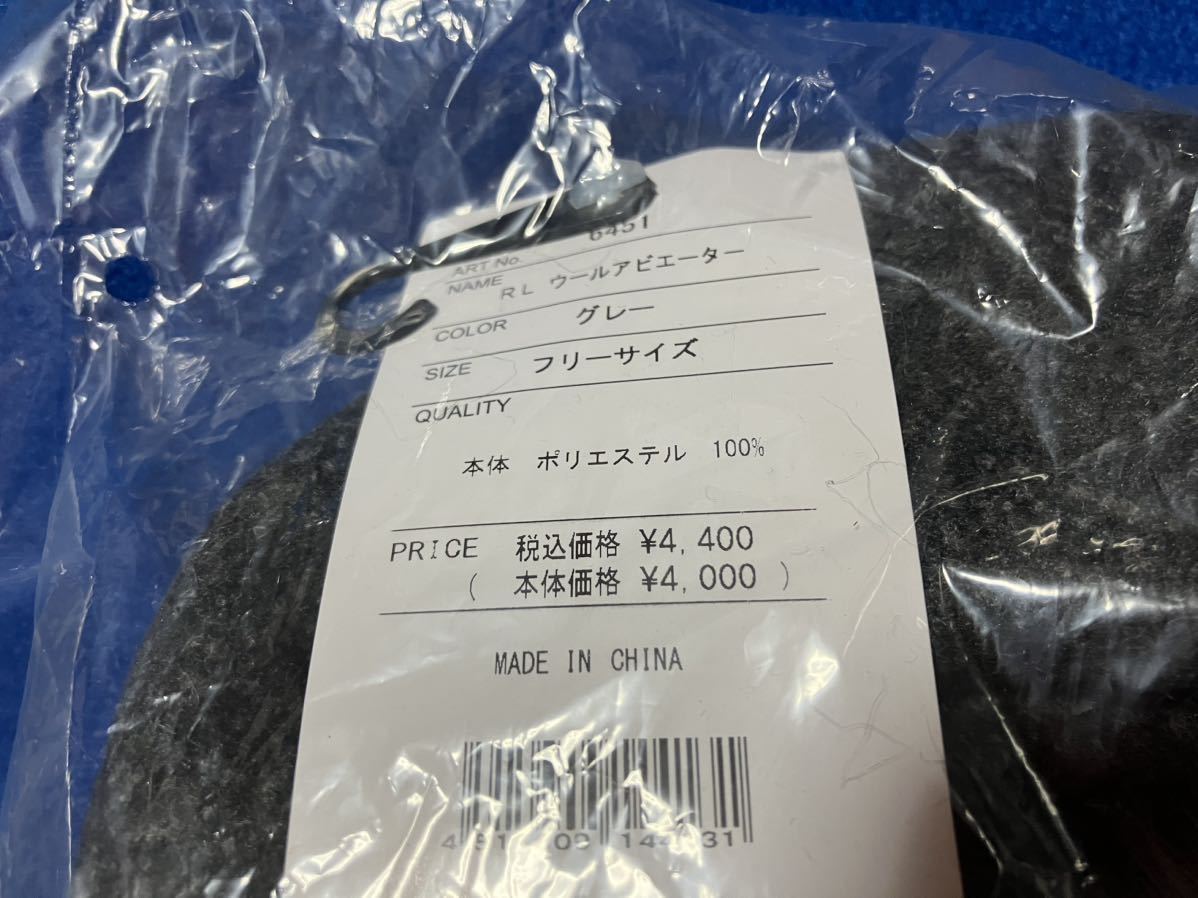 ART No. 6451
NAME RL ウールアビエーター
COLOR グレー
SIZE フリーサイズ
QUALITY
本体 ポリエステル 100%
PRICE 税込価格 ¥4,400
( 本体価格 ¥4,000 )
MADE IN CHINA